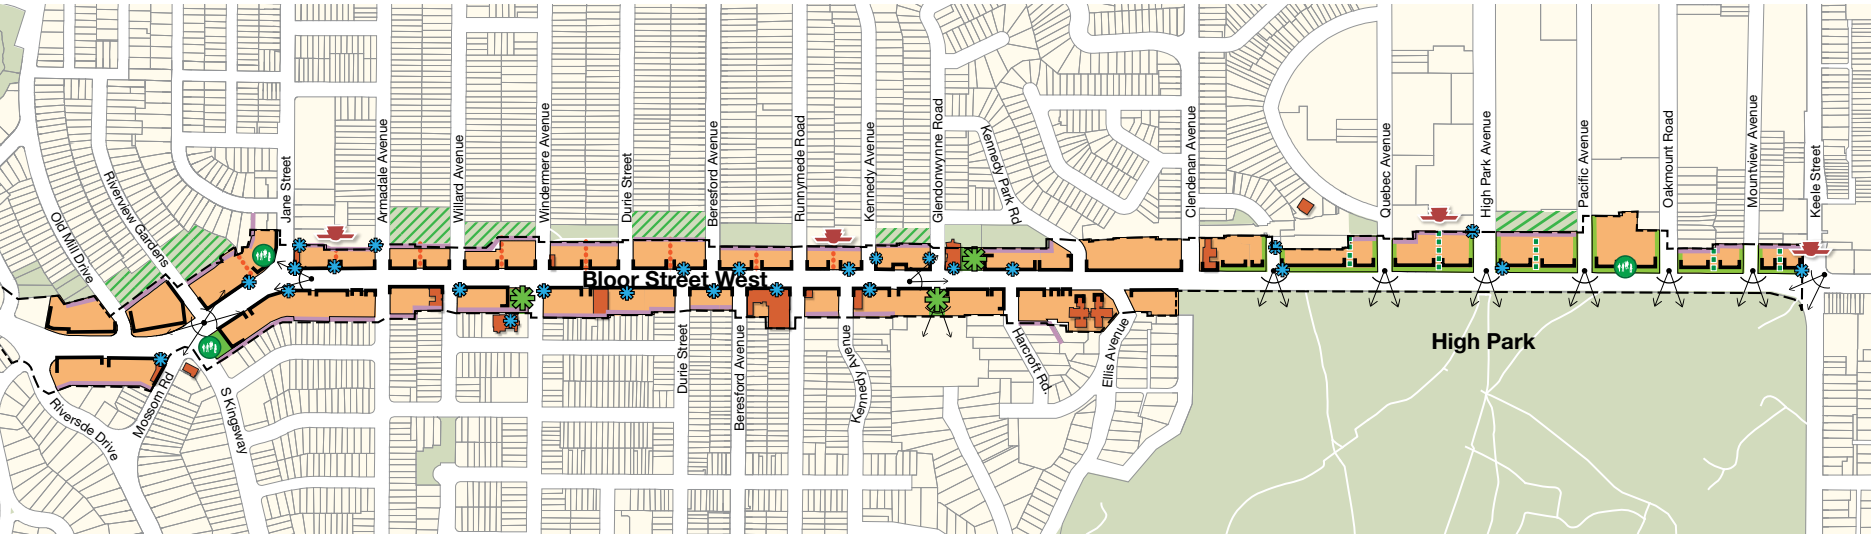 Old Mill Drive
Riverview Gardens
Jane Street
Armadale Avenue
Willard Avenue
Windermere Avenue
Durie Street
Beresford Avenue
Runnymede Road
Kennedy Avenue
Glendonwynne Road
Kennedy Park Rd
Clendenan Avenue
Quebec Avenue
High Park Avenue
Pacific Avenue
Oakmount Road
Mountview Avenue
Keele Street
Bloor Street West
High Park
Riversde Drive
Mossom Rd
S Kingsway
Durie Street
Beresford Avenue
Kennedy Avenue
Harcroft Rd.
Ellis Avenue